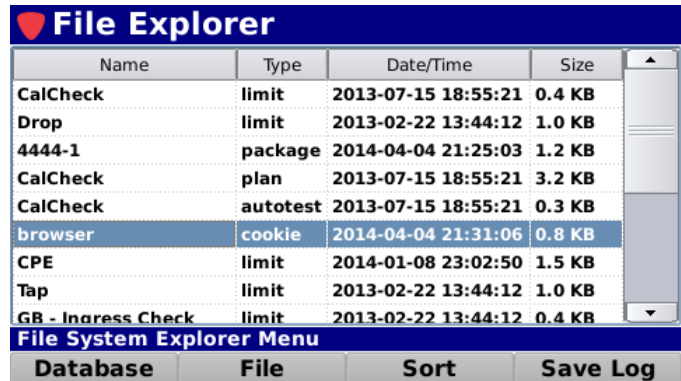 File Explorer
Name Type Date/Time Size
CalCheck limit 2013-07-15 18:55:21 0.4 KB
Drop limit 2013-02-22 13:44:12 1.0 KB
4444-1 package 2014-04-04 21:25:03 1.2 KB
CalCheck plan 2013-07-15 18:55:21 3.2 KB
CalCheck autotest 2013-07-15 18:55:21 0.3 KB
browser cookie 2014-04-04 21:31:06 0.8 KB
CPE limit 2014-01-08 23:02:50 1.5 KB
Tap limit 2013-02-22 13:44:12 1.0 KB
GB - Ingress Check limit 2013-02-22 13:44:12 0.4 KB
File System Explorer Menu
Database File Sort Save Log